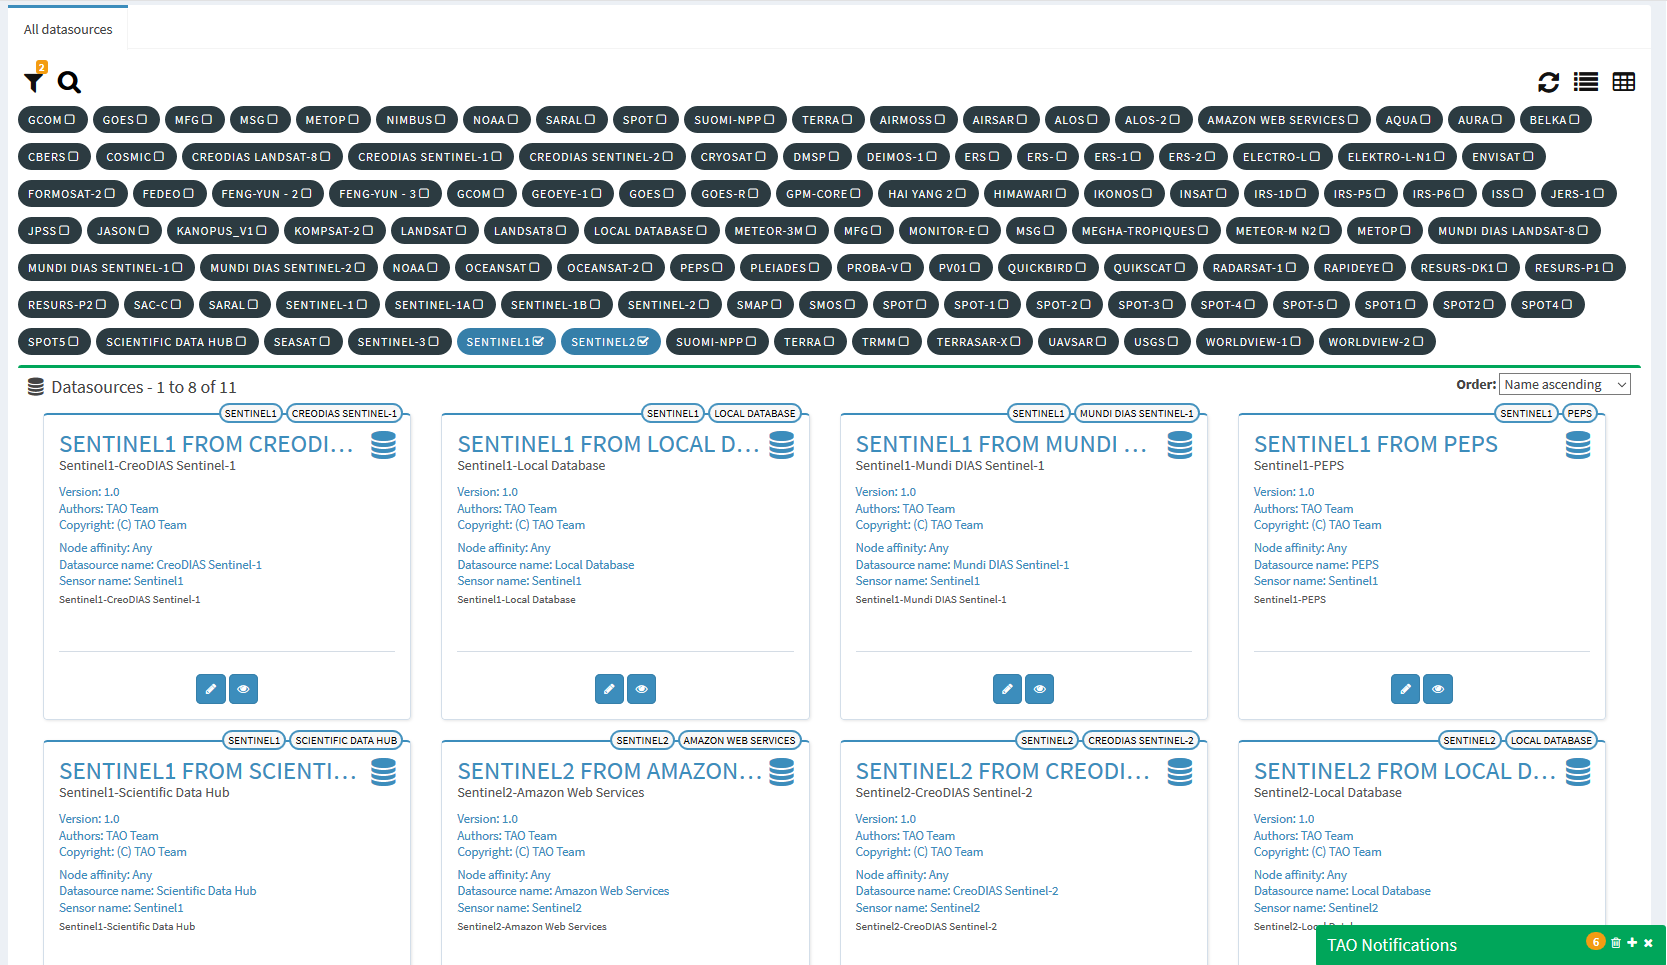 All datasources
2
GCOM GOES MFG MSG METOP NIMBUS NOAA SARAL SPOT SUOMI-NPP TERRA AIRMOSS AIRSAR ALOS ALOS-2 AMAZON WEB SERVICES AQUA AURA BELKA
CBERS COSMIC CREODIAS LANDSAT-8 CREODIAS SENTINEL-1 CREODIAS SENTINEL-2 CRYOSAT DMSP DEIMOS-1 ERS ERS- ERS-1 ERS-2 ELECTRO-L ELEKTRO-L-N1 ENVISAT
FORMOSAT-2 FEDEO FENG-YUN - 2 FENG-YUN - 3 GCOM GEOEYE-1 GOES GOES-R GPM-CORE HAI YANG 2 HIMAWARI IKONOS INSAT IRS-1D IRS-P5 IRS-P6 ISS JERS-1
JPSS JASON KANOPUS_V1 KOMPSAT-2 LANDSAT LANDSAT8 LOCAL DATABASE METEOR-3M MFG MONITOR-E MSG MEGHA-TROPIQUES METEOR-M N2 METOP MUNDI DIAS LANDSAT-8
MUNDI DIAS SENTINEL-1 MUNDI DIAS SENTINEL-2 NOAA OCEANSAT OCEANSAT-2 PEPS PLEIADES PROBA-V PV01 QUICKBIRD QUIKSCAT RADARSAT-1 RAPIDEYE RESURS-DK1 RESURS-P1
RESURS-P2 SAC-C SARAL SENTINEL-1 SENTINEL-1A SENTINEL-1B SENTINEL-2 SMAP SMOS SPOT SPOT-1 SPOT-2 SPOT-3 SPOT-4 SPOT-5 SPOT1 SPOT2 SPOT4
SPOT5 SCIENTIFIC DATA HUB SEASAT SENTINEL-3 SENTINEL1 SENTINEL2 SUOMI-NPP TERRA TRMM TERRASAR-X UAVSAR USGS WORLDVIEW-1 WORLDVIEW-2
Datasources - 1 to 8 of 11
Order: Name ascending
SENTINEL1 CREODIAS SENTINEL-1
SENTINEL1 FROM CREODI...
Sentinel1-CreoDIAS Sentinel-1
Version: 1.0
Authors: TAO Team
Copyright: (C) TAO Team
Node affinity: Any
Datasource name: CreoDIAS Sentinel-1
Sensor name: Sentinel1
Sentinel1-CreoDIAS Sentinel-1
SENTINEL1 LOCAL DATABASE
SENTINEL1 FROM LOCAL D...
Sentinel1-Local Database
Version: 1.0
Authors: TAO Team
Copyright: (C) TAO Team
Node affinity: Any
Datasource name: Local Database
Sensor name: Sentinel1
Sentinel1-Local Database
SENTINEL1 MUNDI DIAS SENTINEL-1
SENTINEL1 FROM MUNDI ...
Sentinel1-Mundi DIAS Sentinel-1
Version: 1.0
Authors: TAO Team
Copyright: (C) TAO Team
Node affinity: Any
Datasource name: Mundi DIAS Sentinel-1
Sensor name: Sentinel1
Sentinel1-Mundi DIAS Sentinel-1
SENTINEL1 PEPS
SENTINEL1 FROM PEPS
Sentinel1-PEPS
Version: 1.0
Authors: TAO Team
Copyright: (C) TAO Team
Node affinity: Any
Datasource name: PEPS
Sensor name: Sentinel1
Sentinel1-PEPS
SENTINEL1 SCIENTIFIC DATA HUB
SENTINEL1 FROM SCIENTI...
Sentinel1-Scientific Data Hub
Version: 1.0
Authors: TAO Team
Copyright: (C) TAO Team
Node affinity: Any
Datasource name: Scientific Data Hub
Sensor name: Sentinel1
Sentinel1-Scientific Data Hub
SENTINEL2 AMAZON WEB SERVICES
SENTINEL2 FROM AMAZON...
Sentinel2-Amazon Web Services
Version: 1.0
Authors: TAO Team
Copyright: (C) TAO Team
Node affinity: Any
Datasource name: Amazon Web Services
Sensor name: Sentinel2
Sentinel2-Amazon Web Services
SENTINEL2 CREODIAS SENTINEL-2
SENTINEL2 FROM CREODI...
Sentinel2-CreoDIAS Sentinel-2
Version: 1.0
Authors: TAO Team
Copyright: (C) TAO Team
Node affinity: Any
Datasource name: CreoDIAS Sentinel-2
Sensor name: Sentinel2
Sentinel2-CreoDIAS Sentinel-2
SENTINEL2 LOCAL DATABASE
SENTINEL2 FROM LOCAL D...
Sentinel2-Local Database
Version: 1.0
Authors: TAO Team
Copyright: (C) TAO Team
Node affinity: Any
Datasource name: Local Database
Sensor name: Sentinel2
TAO Notifications
6